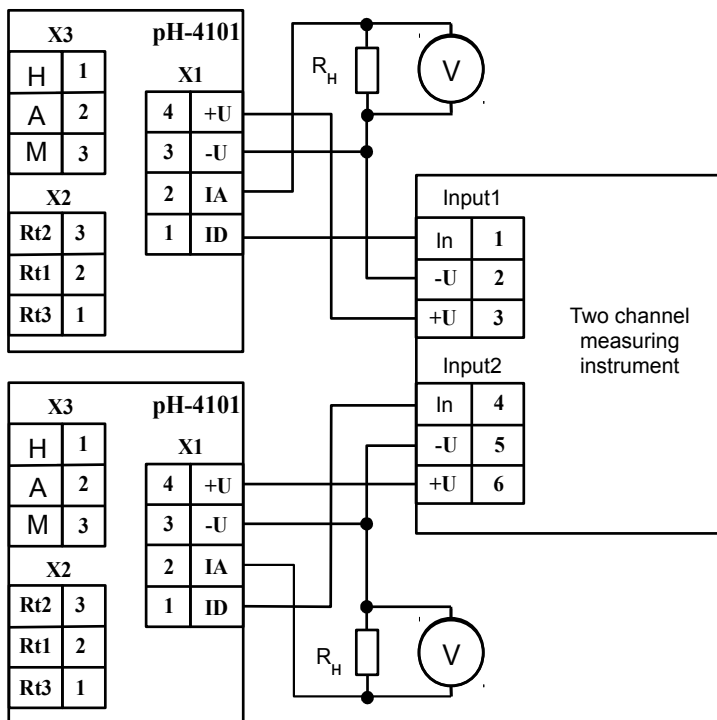 X3 pH-4101
H 1
A 2
M 3
X1
4 +U
3 -U
2 IA
1 ID
X2
Rt2 3
Rt1 2
Rt3 1
RH
V
Input1
In 1
-U 2
+U 3
Two channel
measuring
instrument
Input2
In 4
-U 5
+U 6
X3 pH-4101
H 1
A 2
M 3
X1
4 +U
3 -U
2 IA
1 ID
X2
Rt2 3
Rt1 2
Rt3 1
RH
V